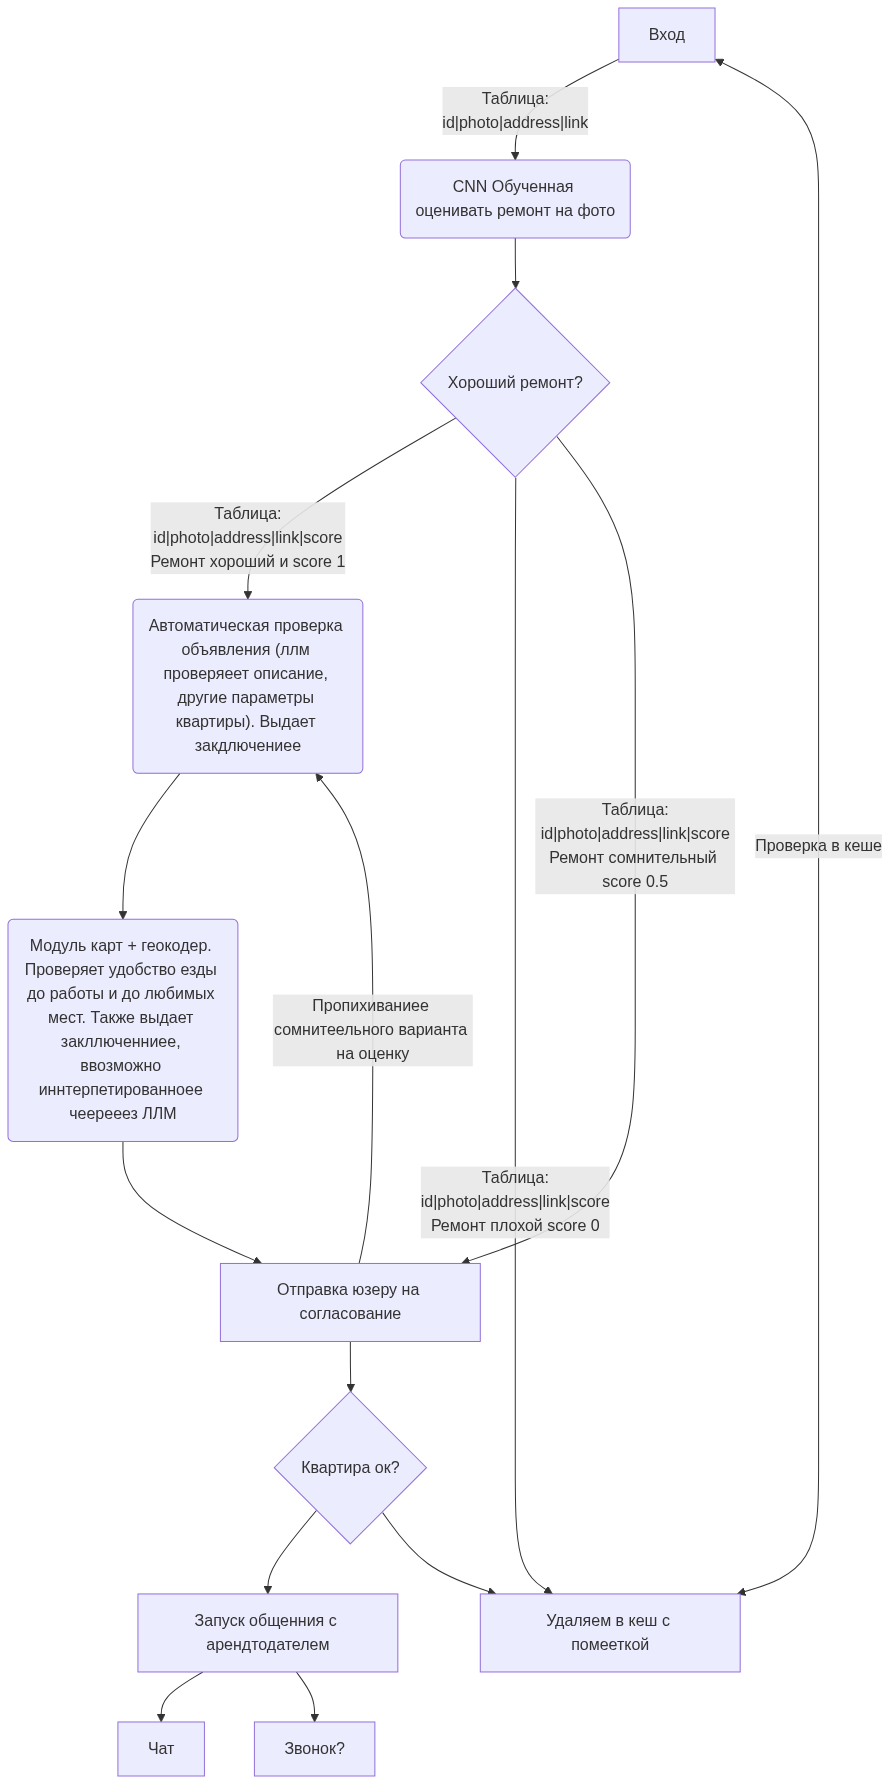 Вход
Таблица:
id|photo|address|link
CNN Обученная
оценивать ремонт на фото
Хороший ремонт?
Таблица:
id|photo|address|link|score
Ремонт хороший и score 1
Автоматическая проверка
объявления (ллм
проверяеет описание,
другие параметры
квартиры). Выдает
закдлючениее
Таблица:
id|photo|address|link|score
Ремонт сомнительный
score 0.5
Проверка в кеше
Модуль карт + геокодер.
Проверяет удобство езды
до работы и до любимых
мест. Также выдает
закллюченниее,
ввозможно
иннтерпетированноее
чеерееез ЛЛМ
Пропихиваниее
сомнитеельного варианта
на оценку
Таблица:
id|photo|address|link|score
Ремонт плохой score 0
Отправка юзеру на
согласование
Квартира ок?
Запуск общенния с
арендтодателем
Удаляем в кеш с
помееткой
Чат
Звонок?